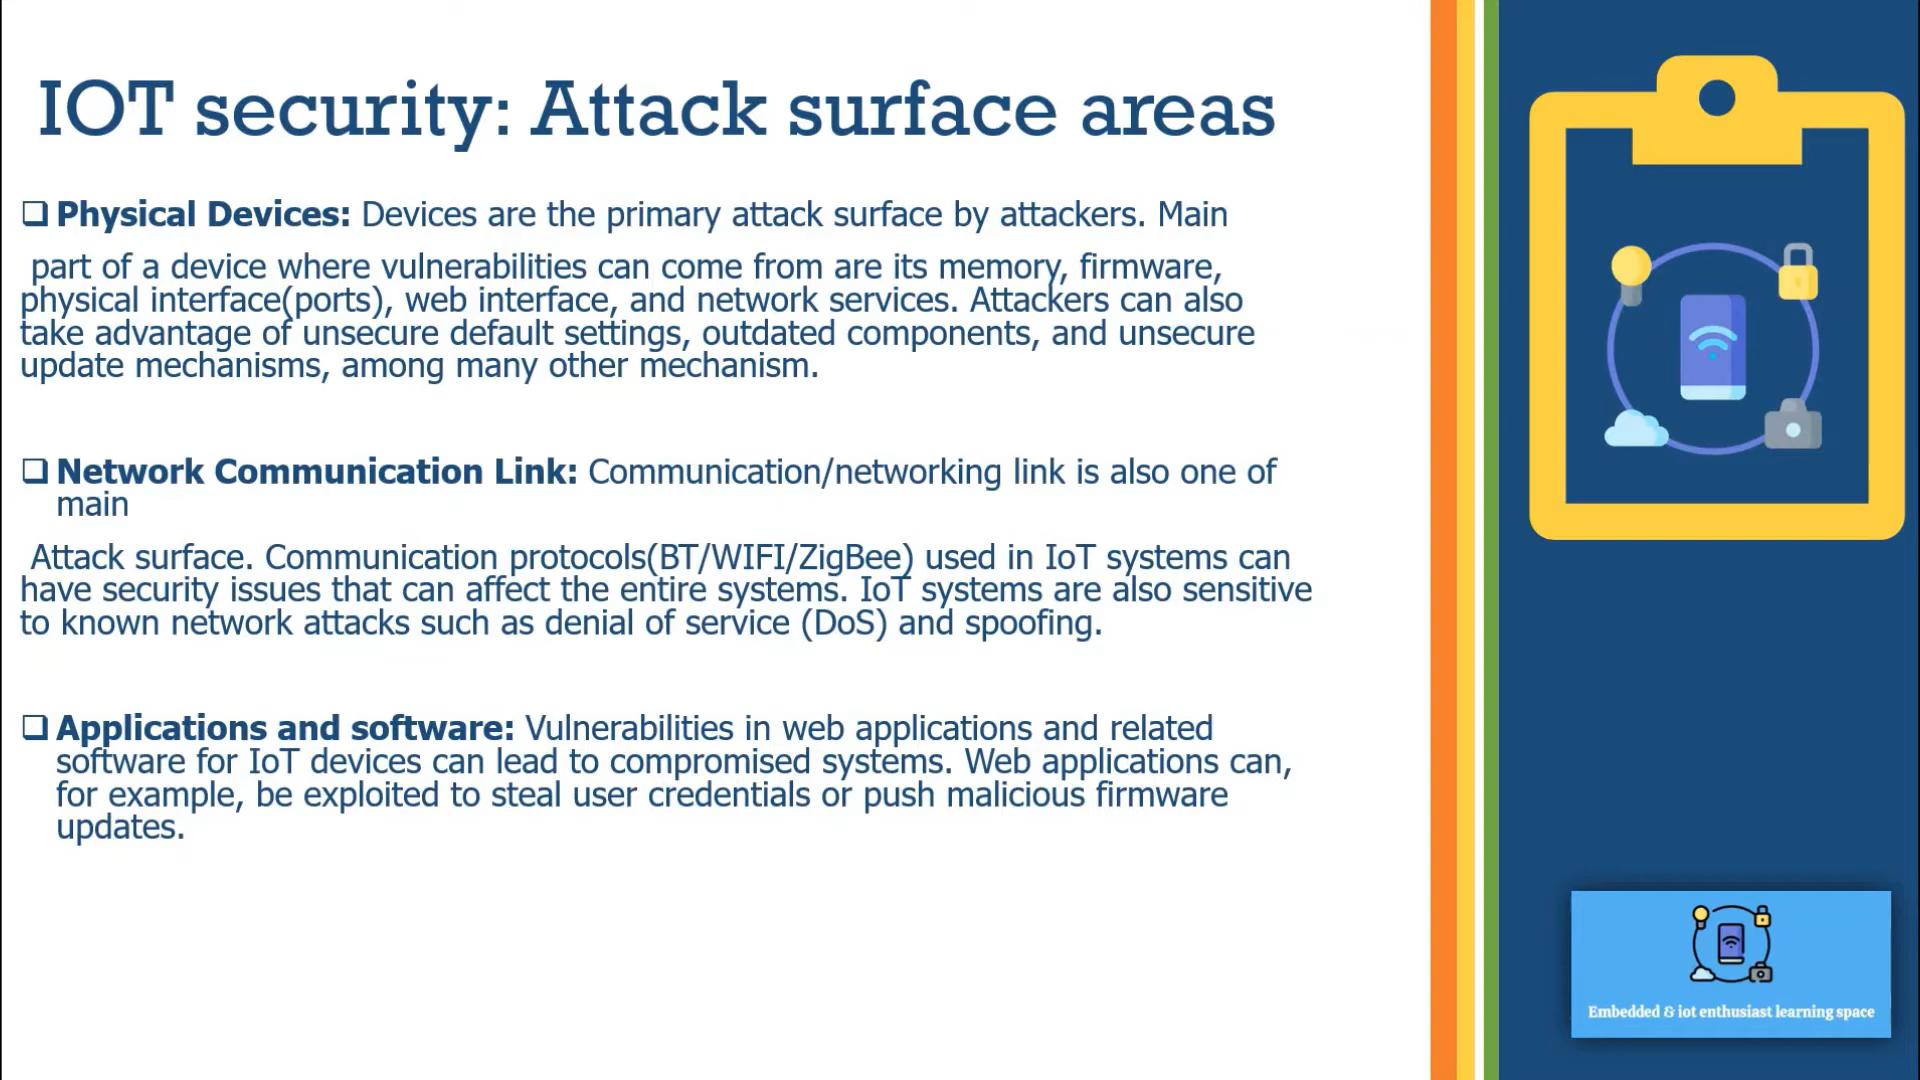 IOT security: Attack surface areas
❑ Physical Devices: Devices are the primary attack surface by attackers. Main
part of a device where vulnerabilities can come from are its memory, firmware,
physical interface(ports), web interface, and network services. Attackers can also
take advantage of unsecure default settings, outdated components, and unsecure
update mechanisms, among many other mechanism.
❑ Network Communication Link: Communication/networking link is also one of
main
Attack surface. Communication protocols(BT/WIFI/ZigBee) used in IoT systems can
have security issues that can affect the entire systems. IoT systems are also sensitive
to known network attacks such as denial of service (DoS) and spoofing.
❑ Applications and software: Vulnerabilities in web applications and related
software for IoT devices can lead to compromised systems. Web applications can,
for example, be exploited to steal user credentials or push malicious firmware
updates.
Embedded & iot enthusiast learning space